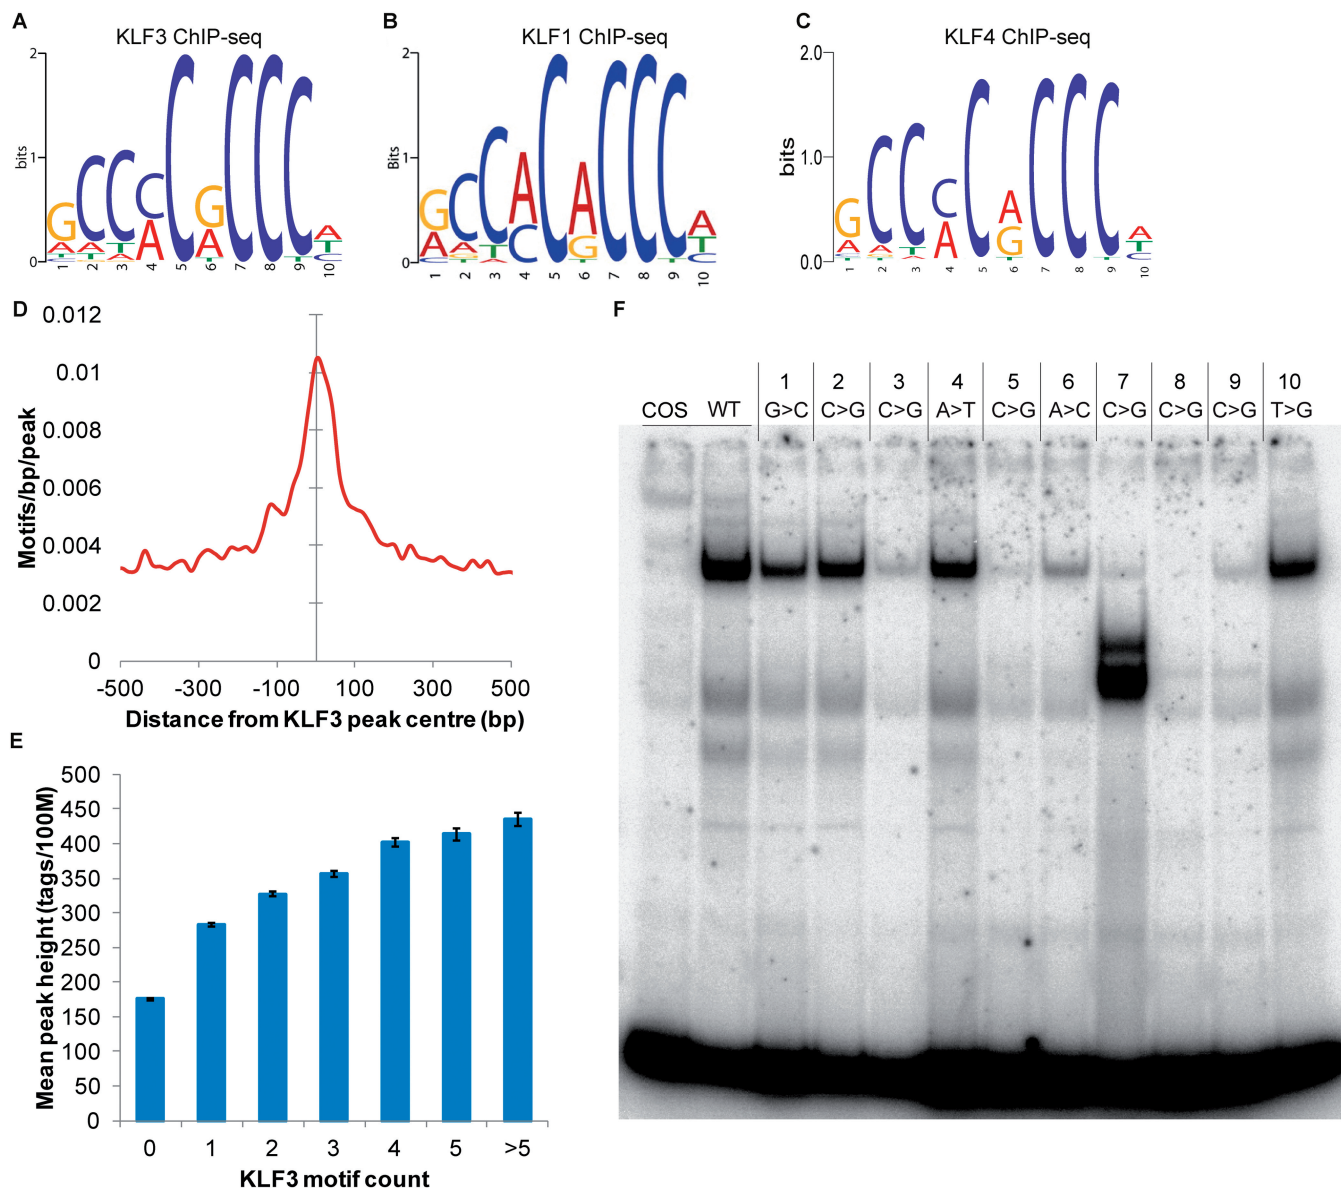 A
KLF3 ChIP-seq
2
bits
1
0
G C C C C G C C C A
A A T A A T T T C
1 2 3 4 5 6 7 8 9 10
B
KLF1 ChIP-seq
2
Bits
1
0
G C C A C A C C C A
A A T C G T T C
1 2 3 4 5 6 7 8 9 10
C
KLF4 ChIP-seq
2.0
bits
1.0
0.0
G C C C C A C C C A
A A T A G T T C
1 2 3 4 5 6 7 8 9 10
D
0.012
0.01
0.008
0.006
0.004
0.002
0
Motifs/bp/peak
-500 -300 -100 100 300 500
Distance from KLF3 peak centre (bp)
E
500
450
400
350
300
250
200
150
100
50
0
Mean peak height (tags/100M)
0 1 2 3 4 5 >5
KLF3 motif count
F
1 2 3 4 5 6 7 8 9 10
COS WT G>C C>G C>G A>T C>G A>C C>G C>G C>G T>G